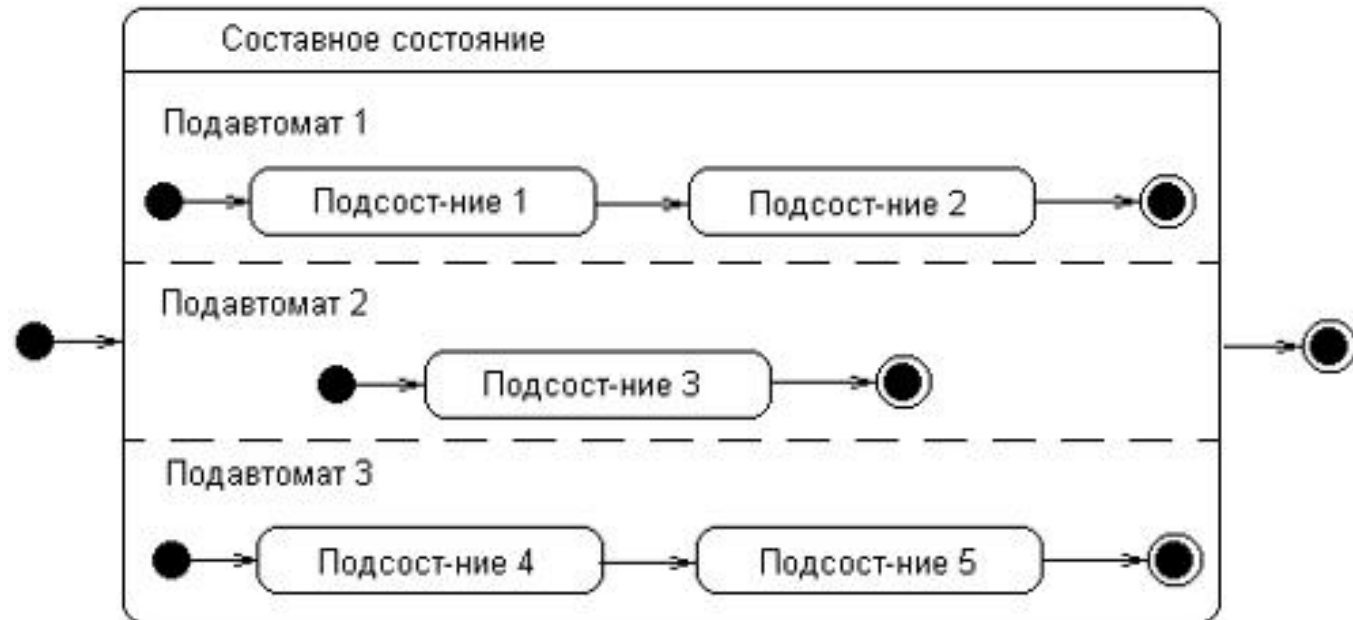 Составное состояние
Подавтомат 1
Подсост-ние 1
Подсост-ние 2
Подавтомат 2
Подсост-ние 3
Подавтомат 3
Подсост-ние 4
Подсост-ние 5